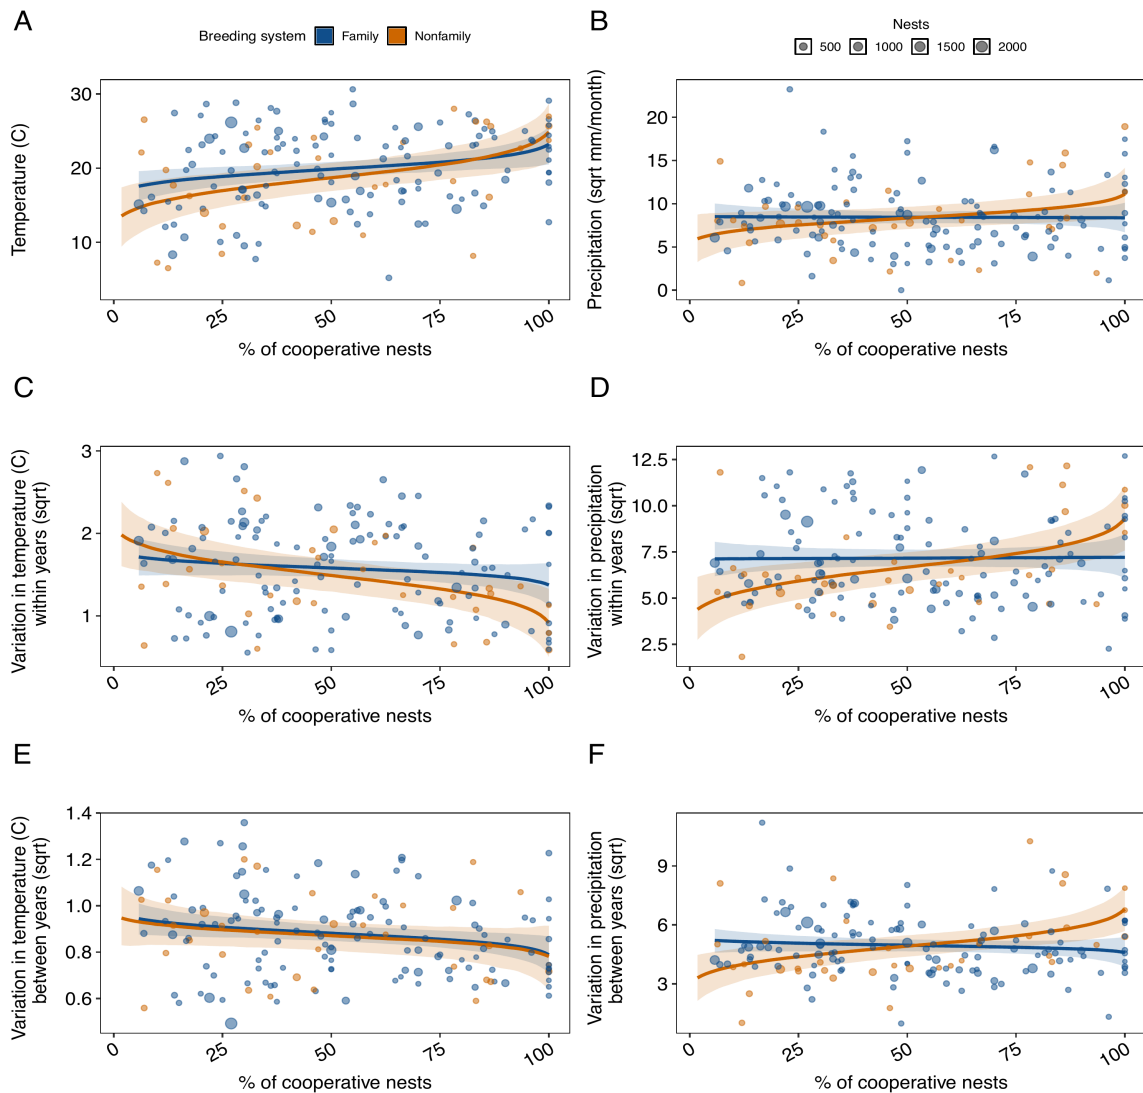 A
Breeding system Family Nonfamily
B
Nests
500 1000 1500 2000
Temperature (C)
30
20
10
0 25 50 75 100
% of cooperative nests
Precipitation (sqrt mm/month)
20
15
10
5
0
0 25 50 75 100
% of cooperative nests
C
Variation in temperature (C)
within years (sqrt)
3
2
1
0 25 50 75 100
% of cooperative nests
D
Variation in precipitation
within years (sqrt)
12.5
10.0
7.5
5.0
2.5
0 25 50 75 100
% of cooperative nests
E
Variation in temperature (C)
between years (sqrt)
1.4
1.2
1.0
0.8
0.6
0 25 50 75 100
% of cooperative nests
F
Variation in precipitation
between years (sqrt)
9
6
3
0 25 50 75 100
% of cooperative nests